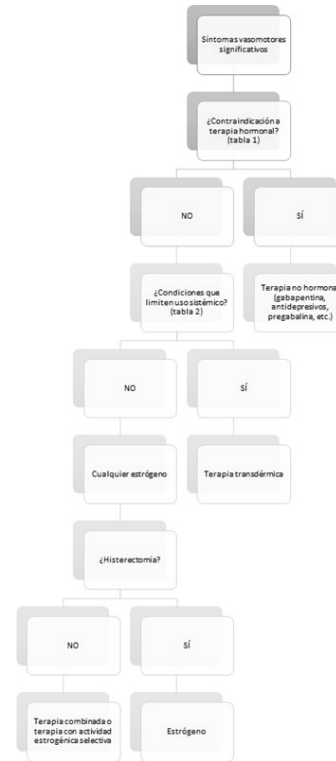 Síntomas vasomotores
significativos
¿Contraindicación a
terapia hormonal?
(tabla 1)
NO
SÍ
¿Condiciones que
limiten uso sistémico?
(tabla 2)
Terapia no hormona
(gabapentina,
antidepresivos,
pregabalina, etc.)
NO
SÍ
Cualquier estrógeno
Terapia transdérmica
¿Histerectomía?
NO
SÍ
Terapia combinada o
terapia con actividad
estrogénica selectiva
Estrógeno